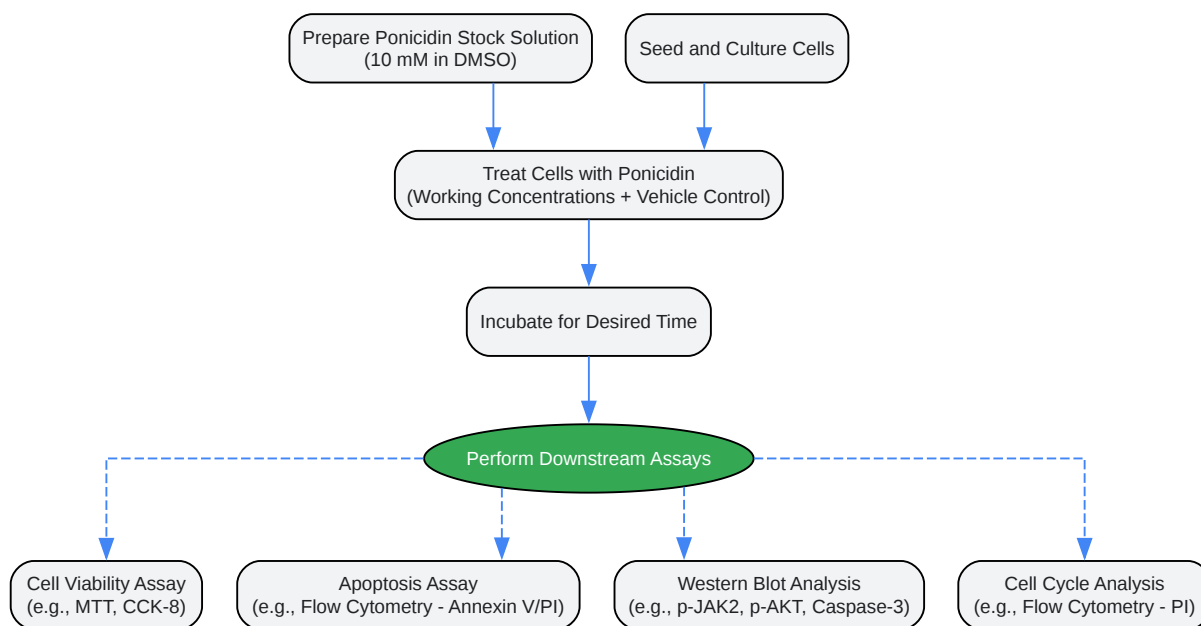 Prepare Ponicidin Stock Solution
(10 mM in DMSO)
Seed and Culture Cells
Treat Cells with Ponicidin
(Working Concentrations + Vehicle Control)
Incubate for Desired Time
Perform Downstream Assays
Cell Viability Assay
(e.g., MTT, CCK-8)
Apoptosis Assay
(e.g., Flow Cytometry - Annexin V/PI)
Western Blot Analysis
(e.g., p-JAK2, p-AKT, Caspase-3)
Cell Cycle Analysis
(e.g., Flow Cytometry - PI)